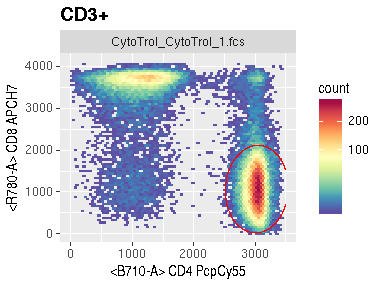 CD3+
CytoTrol_CytoTrol_1.fcs
4000
3000
2000
1000
0
<R780-A> CD8 APCH7
0
1000
2000
3000
<B710-A> CD4 PcpCy55
count
200
100